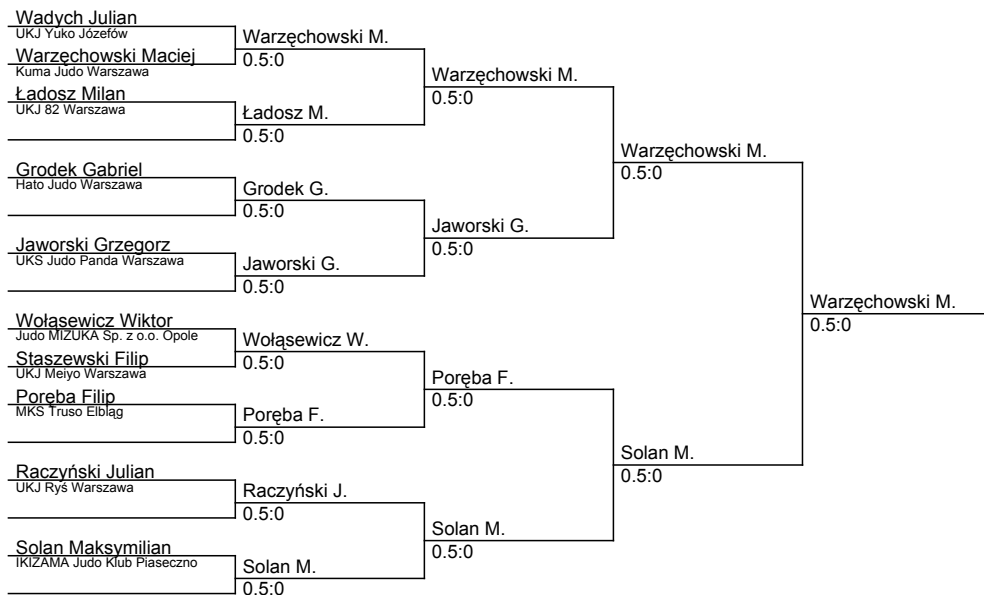 Wadych Julian
UKJ Yuko Józefów
Warzęchowski Maciej
Kuma Judo Warszawa
Ładosz Milan
UKJ 82 Warszawa
Grodek Gabriel
Hato Judo Warszawa
Jaworski Grzegorz
UKS Judo Panda Warszawa
Wołąsewicz Wiktor
Judo MIZUKA Sp. z o.o. Opole
Staszewski Filip
UKJ Meiyo Warszawa
Poręba Filip
MKS Truso Elbląg
Raczyński Julian
UKJ Ryś Warszawa
Solan Maksymilian
IKIZAMA Judo Klub Piaseczno
Warzęchowski M.
0.5:0
Ładosz M.
0.5:0
Grodek G.
0.5:0
Jaworski G.
0.5:0
Wołąsewicz W.
0.5:0
Poręba F.
0.5:0
Raczyński J.
0.5:0
Solan M.
0.5:0
Warzęchowski M.
0.5:0
Jaworski G.
0.5:0
Poręba F.
0.5:0
Solan M.
0.5:0
Warzęchowski M.
0.5:0
Solan M.
0.5:0
Warzęchowski M.
0.5:0